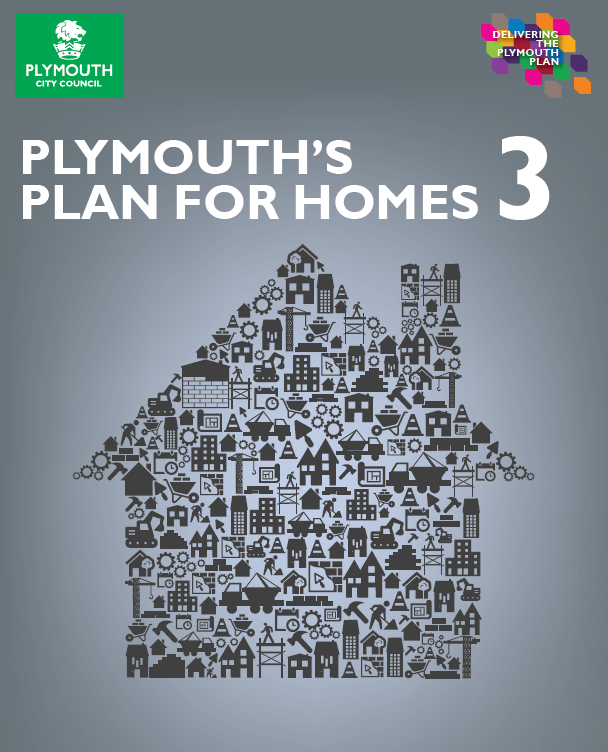 PLYMOUTH
CITY COUNCIL
DELIVERING
THE
PLYMOUTH
PLAN
PLYMOUTH'S
PLAN FOR HOMES 3